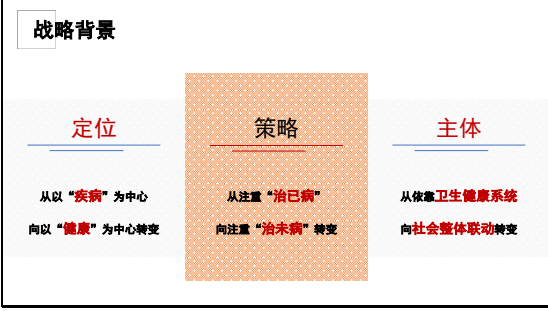 战略背景
定位
从以“疾病”为中心
向以“健康”为中心转变
策略
从注重“治已病”
向注重“治未病”转变
主体
从依靠卫生健康系统
向社会整体联动转变